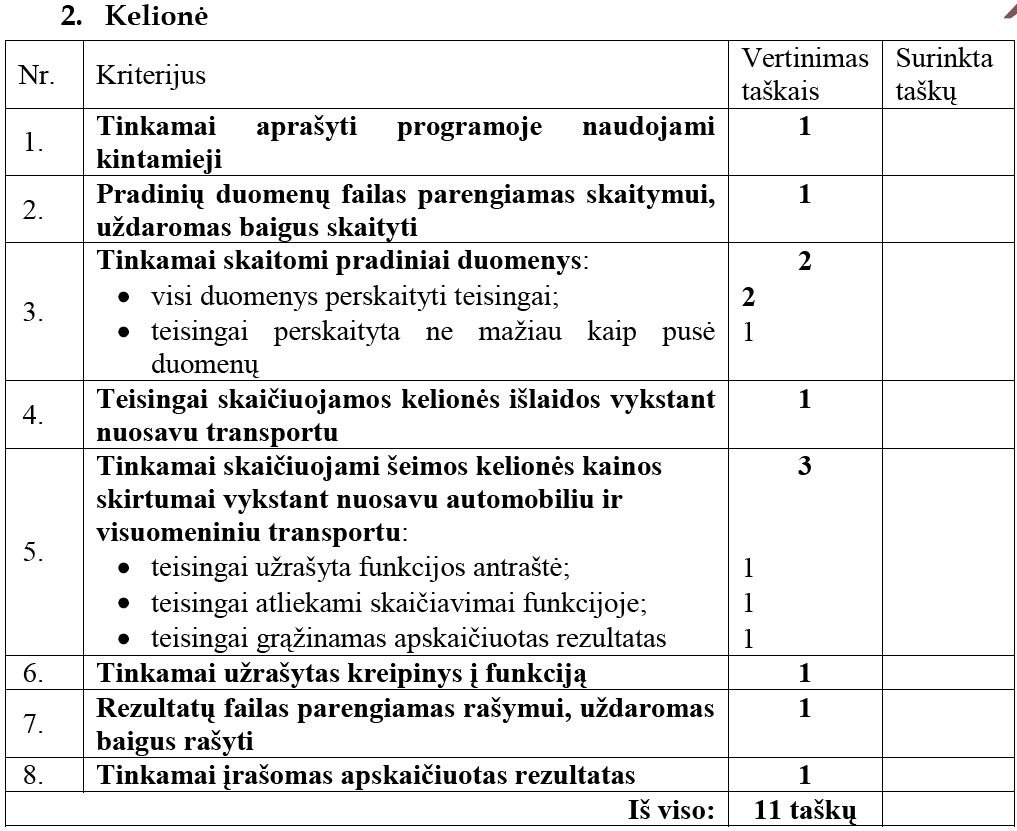 2. Kelionė
Nr. Kriterijus Vertinimas taškais Surinkta taškų
1. Tinkamai aprašyti programoje naudojami 1
kintamieji
2. Pradinių duomenų failas parengiamas skaitymui, 1
uždaromas baigus skaityti
3. Tinkamai skaitomi pradiniai duomenys: 2
• visi duomenys perskaityti teisingai; 2
• teisingai perskaityta ne mažiau kaip pusė 1
duomenų
4. Teisingai skaičiuojamos kelionės išlaidos vykstant 1
nuosavu transportu
5. Tinkamai skaičiuojami šeimos kelionės kainos 3
skirtumai vykstant nuosavu automobiliu ir
visuomeniniu transportu:
• teisingai užrašyta funkcijos antraštė; 1
• teisingai atliekami skaičiavimai funkcijoje; 1
• teisingai grąžinamas apskaičiuotas rezultatas 1
6. Tinkamai užrašytas kreipinys į funkciją 1
7. Rezultatų failas parengiamas rašymui, uždaromas 1
baigus rašyti
8. Tinkamai įrašomas apskaičiuotas rezultatas 1
Iš viso: 11 taškų